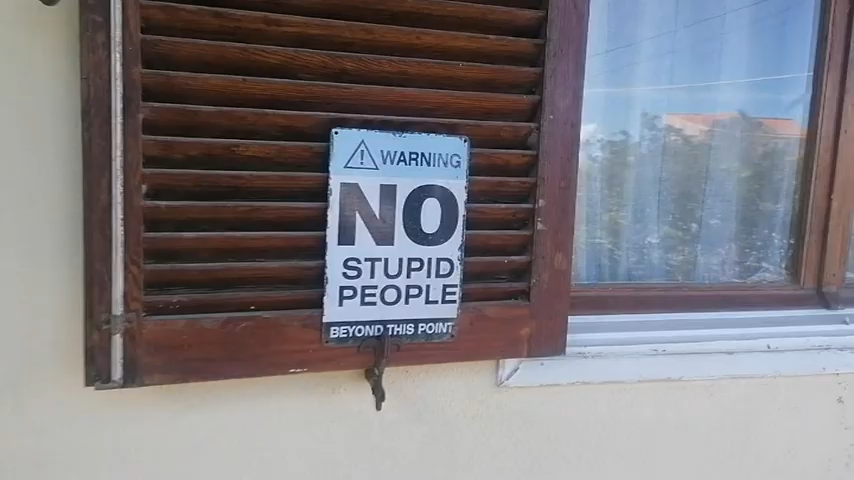 WARNING
NO
STUPID
PEOPLE
BEYOND THIS POINT